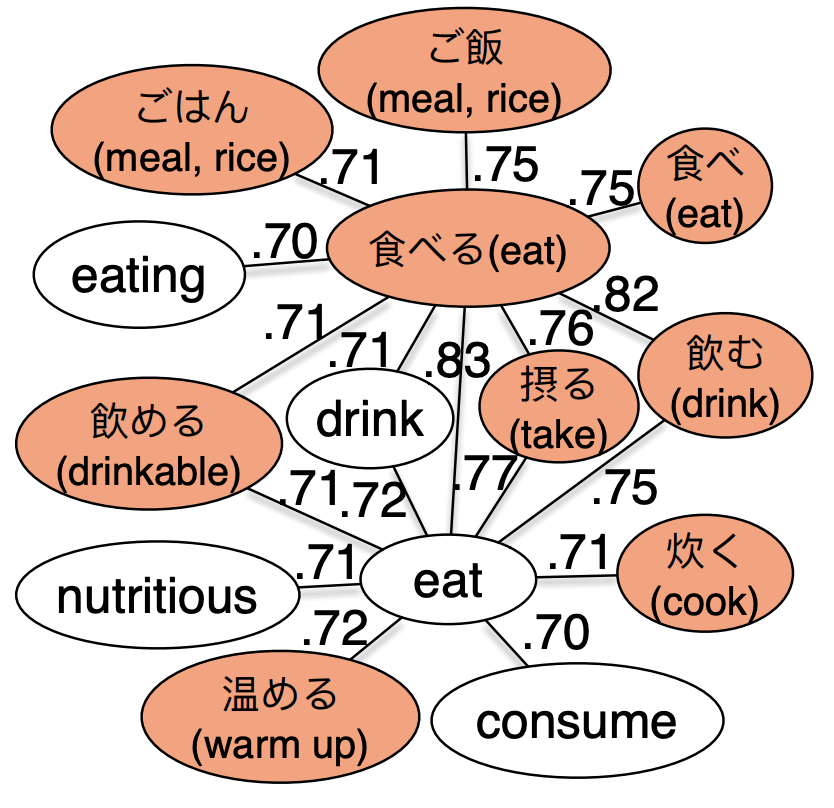 ご飯
(meal, rice)
ごはん
(meal, rice)
.71
.75
.75
食べ
(eat)
eating
.70
食べる(eat)
.82
.71
.71
.83
.76
飲む
(drink)
飲める
(drinkable)
drink
摂る
(take)
.71
.72
.77
.75
nutritious
.71
eat
.71
炊く
(cook)
.72
.70
温める
(warm up)
consume